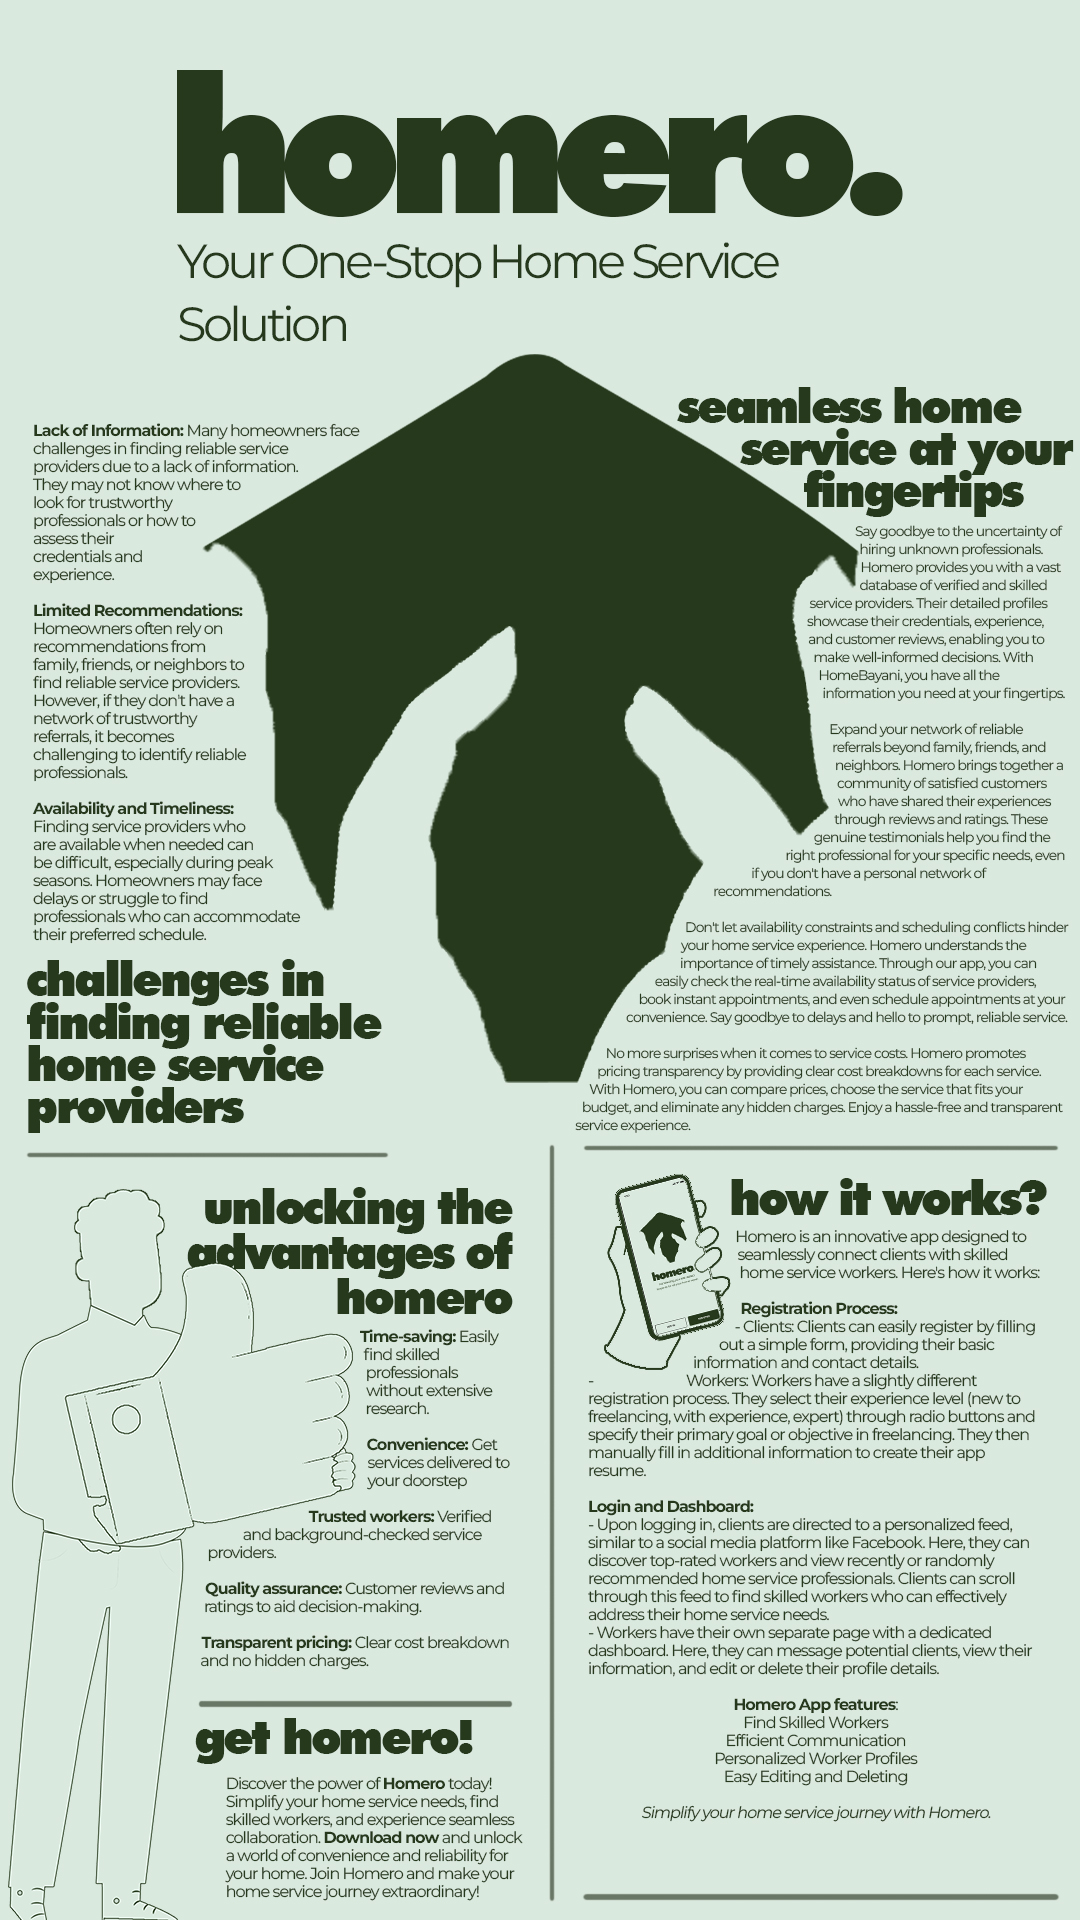 homero.
Your One-Stop Home Service
Solution
Lack of Information: Many homeowners face
challenges in finding reliable service
providers due to a lack of information.
They may not know where to
look for trustworthy
professionals or how to
assess their
credentials and
experience.
Limited Recommendations:
Homeowners often rely on
recommendations from
family, friends, or neighbors to
find reliable service providers.
However, if they don't have a
network of trustworthy
referrals, it becomes
challenging to identify reliable
professionals.
Availability and Timeliness:
Finding service providers who
are available when needed can
be difficult, especially during peak
seasons. Homeowners may face
delays or struggle to find
professionals who can accommodate
their preferred schedule.
challenges in
finding reliable
home service
providers
seamless home
service at your
fingertips
Say goodbye to the uncertainty of
hiring unknown professionals.
Homero provides you with a vast
database of verified and skilled
service providers. Their detailed profiles
showcase their credentials, experience,
and customer reviews, enabling you to
make well-informed decisions. With
HomeBayani, you have all the
information you need at your fingertips.
Expand your network of reliable
referrals beyond family, friends, and
neighbors. Homero brings together a
community of satisfied customers
who have shared their experiences
through reviews and ratings. These
genuine testimonials help you find the
right professional for your specific needs, even
if you don't have a personal network of
recommendations.
Don't let availability constraints and scheduling conflicts hinder
your home service experience. Homero understands the
importance of timely assistance. Through our app, you can
easily check the real-time availability status of service providers,
book instant appointments, and even schedule appointments at your
convenience. Say goodbye to delays and hello to prompt, reliable service.
No more surprises when it comes to service costs. Homero promotes
pricing transparency by providing clear cost breakdowns for each service.
With Homero, you can compare prices, choose the service that fits your
budget, and eliminate any hidden charges. Enjoy a hassle-free and transparent
service experience.
unlocking the
advantages of
homero
Time-saving: Easily
find skilled
professionals
without extensive
research.
Convenience: Get
services delivered to
your doorstep
Trusted workers: Verified
and background-checked service
providers.
Quality assurance: Customer reviews and
ratings to aid decision-making.
Transparent pricing: Clear cost breakdown
and no hidden charges.
get homero!
Discover the power of Homero today!
Simplify your home service needs, find
skilled workers, and experience seamless
collaboration. Download now and unlock
a world of convenience and reliability for
your home. Join Homero and make your
home service journey extraordinary!
how it works?
homero
Homero is an innovative app designed to
seamlessly connect clients with skilled
home service workers. Here's how it works:
Registration Process:
- Clients: Clients can easily register by filling
out a simple form, providing their basic
information and contact details.
- Workers: Workers have a slightly different
registration process. They select their experience level (new to
freelancing, with experience, expert) through radio buttons and
specify their primary goal or objective in freelancing. They then
manually fill in additional information to create their app
resume.
Login and Dashboard:
- Upon logging in, clients are directed to a personalized feed,
similar to a social media platform like Facebook. Here, they can
discover top-rated workers and view recently or randomly
recommended home service professionals. Clients can scroll
through this feed to find skilled workers who can effectively
address their home service needs.
- Workers have their own separate page with a dedicated
dashboard. Here, they can message potential clients, view their
information, and edit or delete their profile details.
Homero App features:
Find Skilled Workers
Efficient Communication
Personalized Worker Profiles
Easy Editing and Deleting
Simplify your home service journey with Homero.